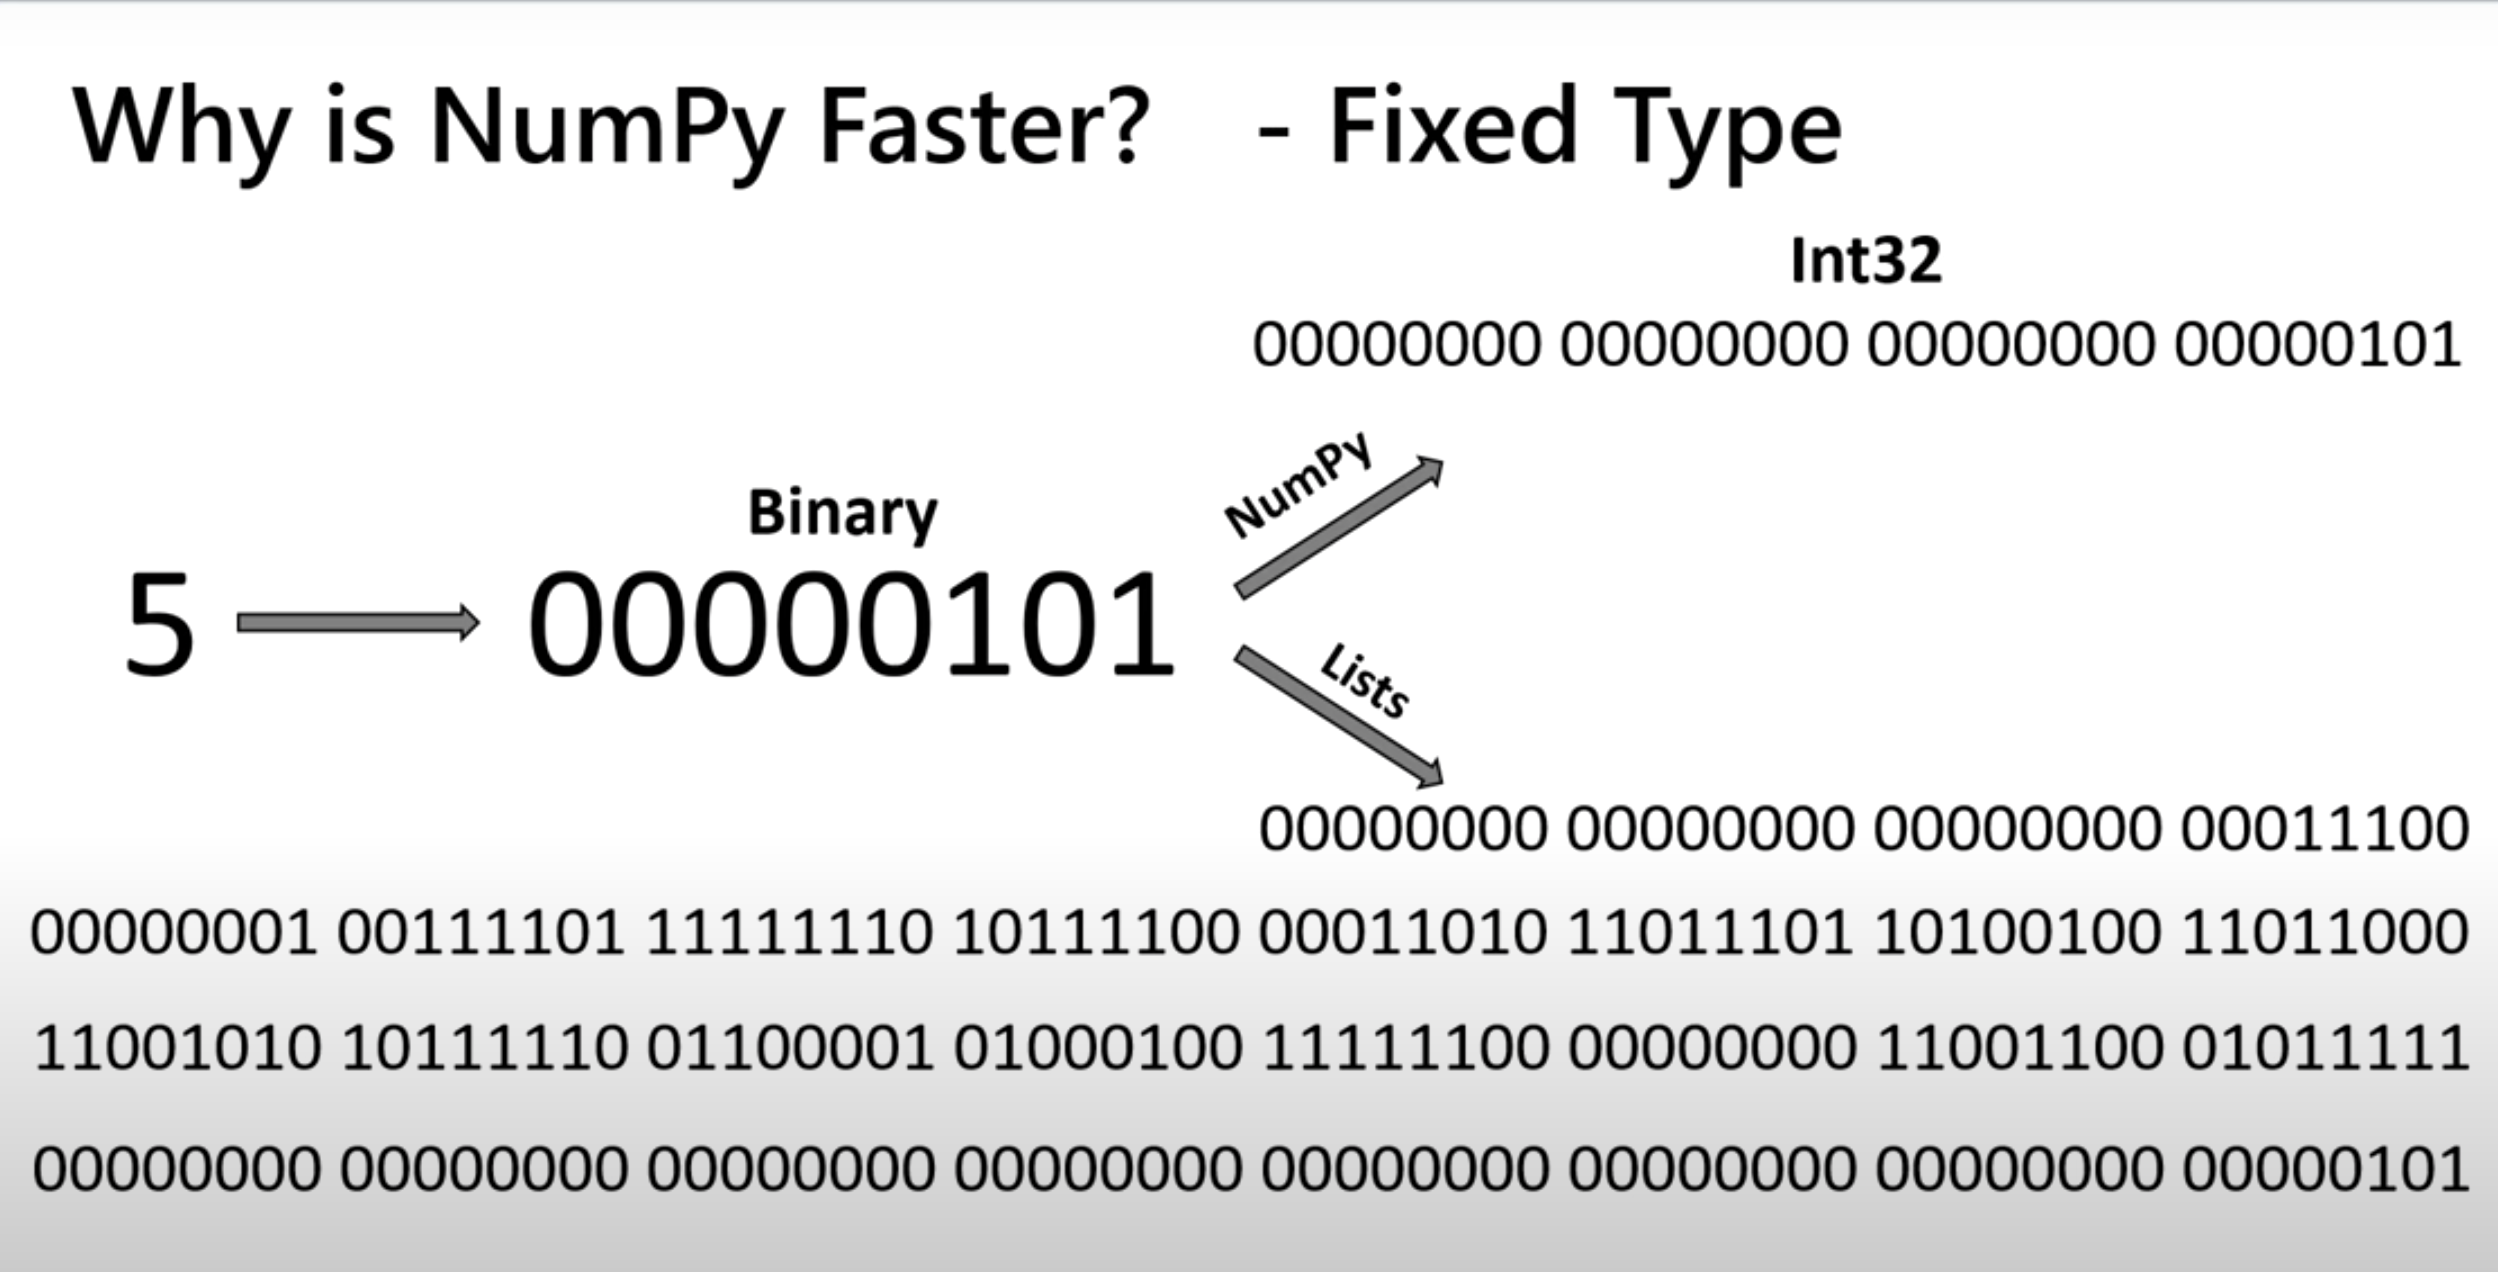 Why is NumPy Faster? - Fixed Type
Int32
00000000 00000000 00000000 00000101
NumPy
Binary
5 00000101
Lists
00000000 00000000 00000000 00011100
00000001 00111101 11111110 10111100 00011010 11011101 10100100 11011000
11001010 10111110 01100001 01000100 11111100 00000000 11001100 01011111
00000000 00000000 00000000 00000000 00000000 00000000 00000000 00000101